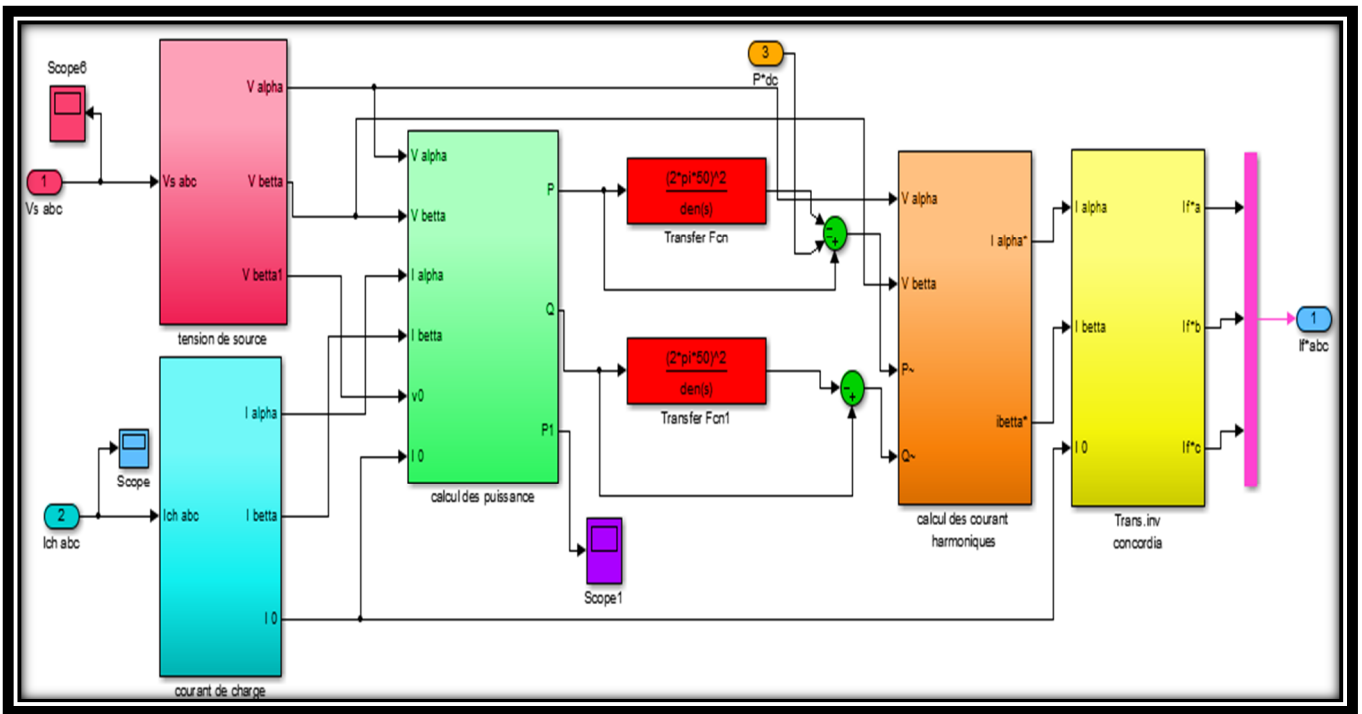 Scope6
1
Vs abc
Vs abc
V alpha
V betta
V betta1
tension de source
Scope
2
Ich abc
Ich abc
I alpha
I betta
I 0
courant de charge
V alpha
V betta
I alpha
I betta
v0
I 0
P
Q
P1
calcul des puissance
Scope1
3
P*dc
(2*pi*50)^2
den(s)
Transfer Fcn
(2*pi*50)^2
den(s)
Transfer Fcn1
V alpha
V betta
P~
Q~
I alpha*
ibetta*
calcul des courant
harmoniques
I alpha
I betta
I 0
If*a
If*b
If*c
Trans.inv
concordia
1
If*abc